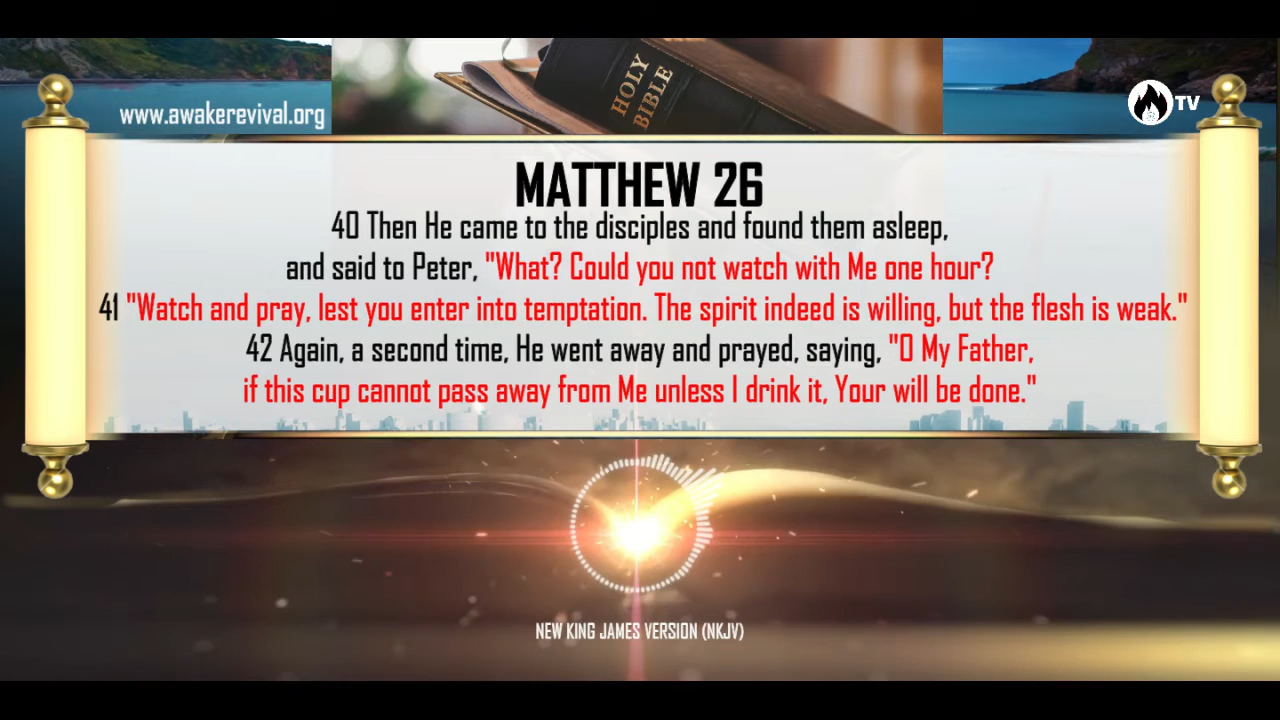 www.awakerevival.org
HOLY
BIBLE
TV
MATTHEW 26
40 Then He came to the disciples and found them asleep,
and said to Peter, "What? Could you not watch with Me one hour?
41 "Watch and pray, lest you enter into temptation. The spirit indeed is willing, but the flesh is weak."
42 Again, a second time, He went away and prayed, saying, "O My Father,
if this cup cannot pass away from Me unless I drink it, Your will be done."
NEW KING JAMES VERSION (NKJV)